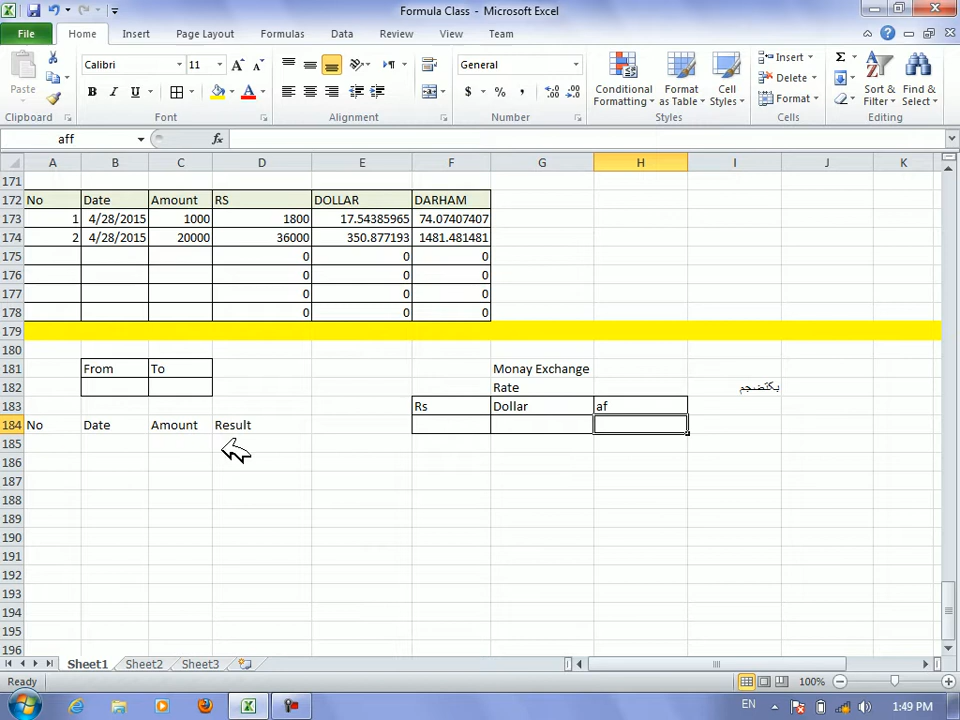 Formula Class - Microsoft Excel
File Home Insert Page Layout Formulas Data Review View Team
Paste
Calibri 11
General
Conditional Formatting
Format as Table
Cell Styles
Insert
Delete
Format
Sort & Filter
Find & Select
Clipboard Font Alignment Number Styles Cells Editing
aff fx
A B C D E F G H I J K
171
172 No Date Amount RS DOLLAR DARHAM
173 1 4/28/2015 1000 1800 17.54385965 74.07407407
174 2 4/28/2015 20000 36000 350.877193 1481.481481
175 0 0 0
176 0 0 0
177 0 0 0
178 0 0 0
179
180
181 From To Monay Exchange
182 Rate
183 Rs Dollar af
184 No Date Amount Result
185
186
187
188
189
190
191
192
193
194
195
196
Sheet1 Sheet2 Sheet3
Ready 100%
EN 1:49 PM